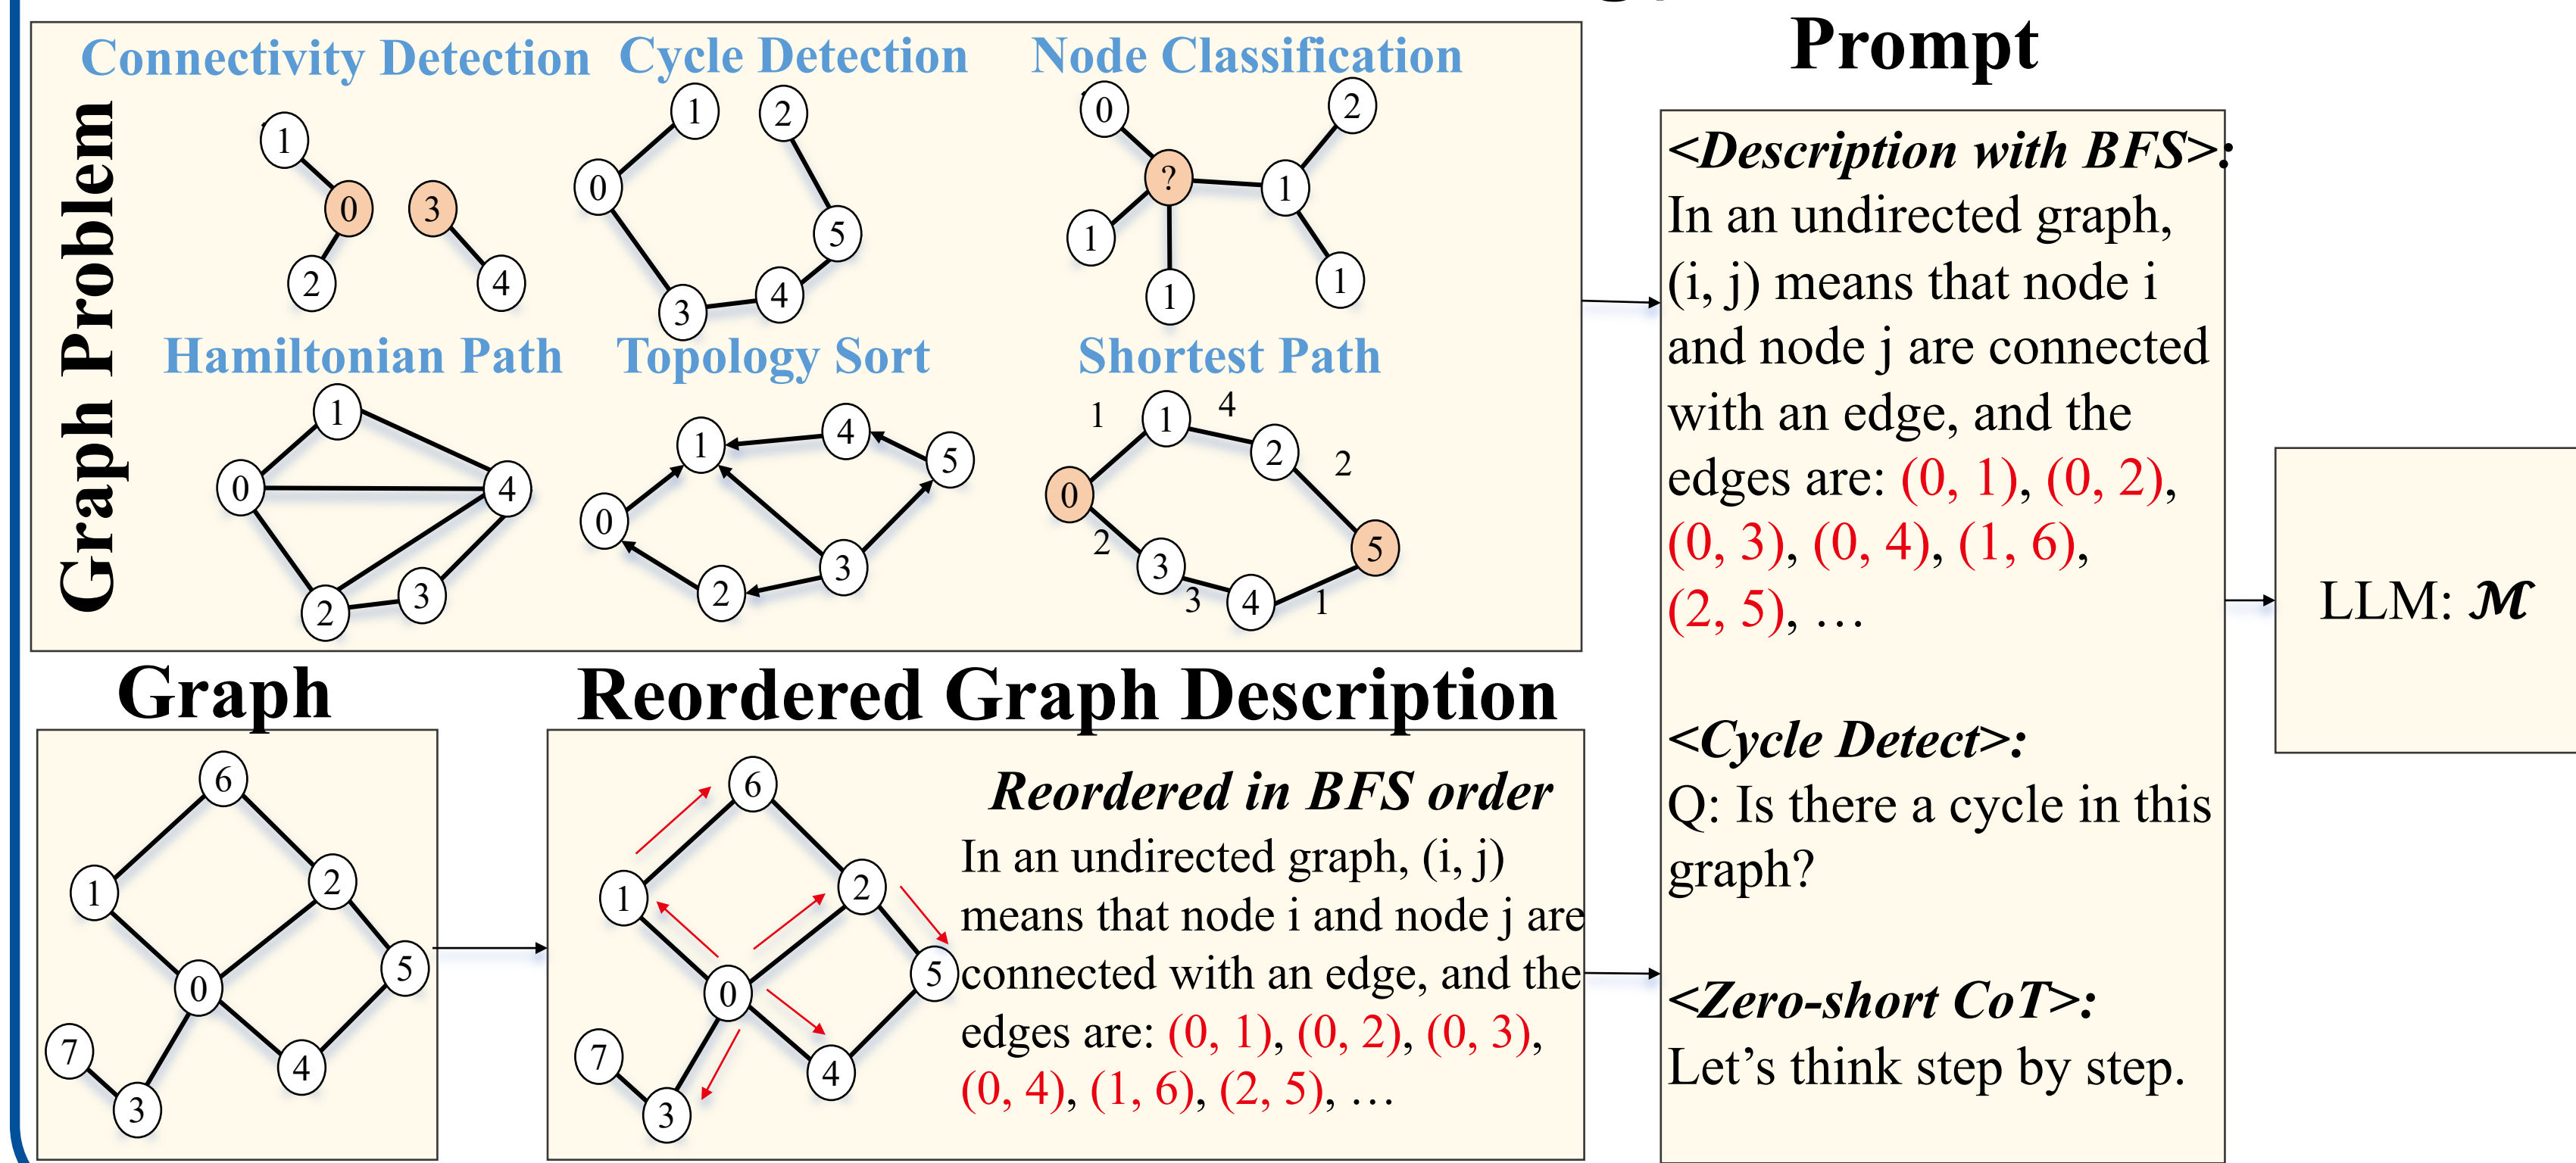 Graph Problem
Connectivity Detection
1
0
3
2
4
Cycle Detection
1
2
0
5
4
3
Node Classification
0
2
?
1
1
1
1
Hamiltonian Path
1
0
4
3
2
Topology Sort
1
4
5
0
3
2
Shortest Path
1
1
4
2
2
0
5
2
3
3
4
1
Graph
6
1
2
5
0
7
4
3
Reordered Graph Description
6
1
2
5
0
7
4
3
Reordered in BFS order
In an undirected graph, (i, j)
means that node i and node j are
connected with an edge, and the
edges are: (0, 1), (0, 2), (0, 3),
(0, 4), (1, 6), (2, 5), …
Prompt
<Description with BFS>:
In an undirected graph,
(i, j) means that node i
and node j are connected
with an edge, and the
edges are: (0, 1), (0, 2),
(0, 3), (0, 4), (1, 6),
(2, 5), …
<Cycle Detect>:
Q: Is there a cycle in this
graph?
<Zero-short CoT>:
Let’s think step by step.
LLM: ℳ